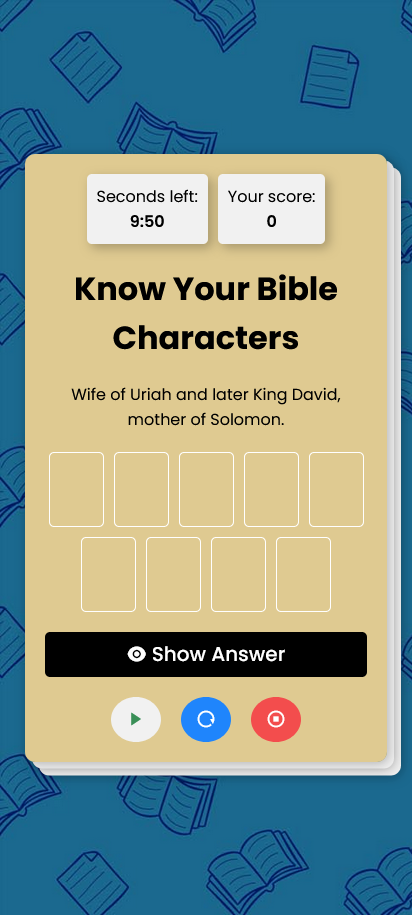 Seconds left:
9:50
Your score:
0
Know Your Bible
Characters
Wife of Uriah and later King David,
mother of Solomon.
Show Answer